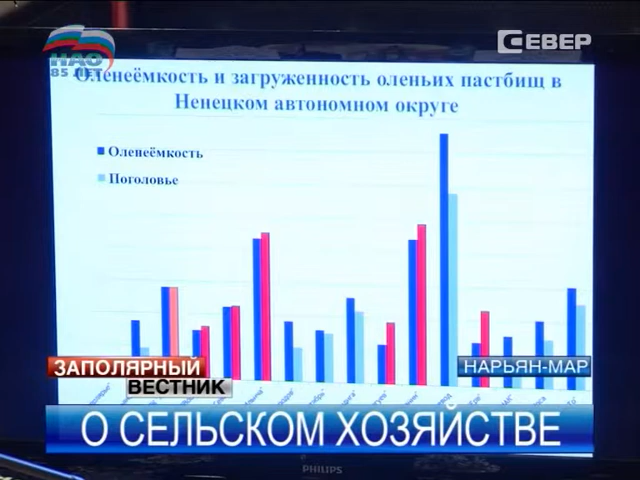 НАО
85 ЛЕТ
СЕВЕР
Оленеёмкость и загруженность оленьих пастбищ в
Ненецком автономном округе
Оленеёмкость
Поголовье
ЗАПОЛЯРНЫЙ
ВЕСТНИК
НАРЬЯН-МАР
О СЕЛЬСКОМ ХОЗЯЙСТВЕ
PHILIPS